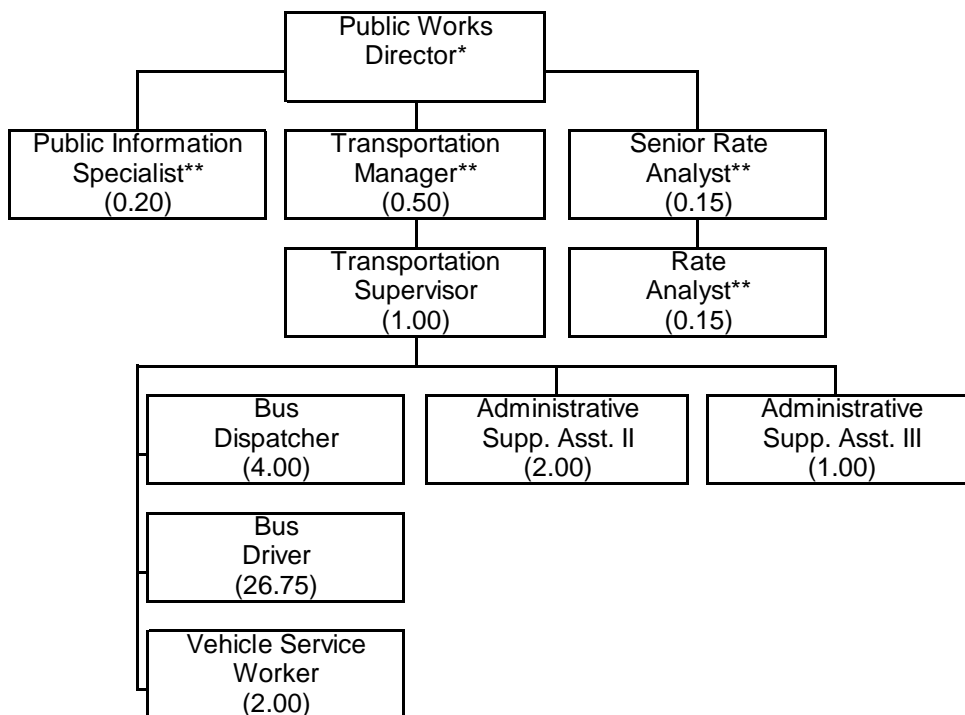 Public Works
Director*
Public Information
Specialist**
(0.20)
Transportation
Manager**
(0.50)
Senior Rate
Analyst**
(0.15)
Transportation
Supervisor
(1.00)
Rate
Analyst**
(0.15)
Bus
Dispatcher
(4.00)
Administrative
Supp. Asst. II
(2.00)
Administrative
Supp. Asst. III
(1.00)
Bus
Driver
(26.75)
Vehicle Service
Worker
(2.00)